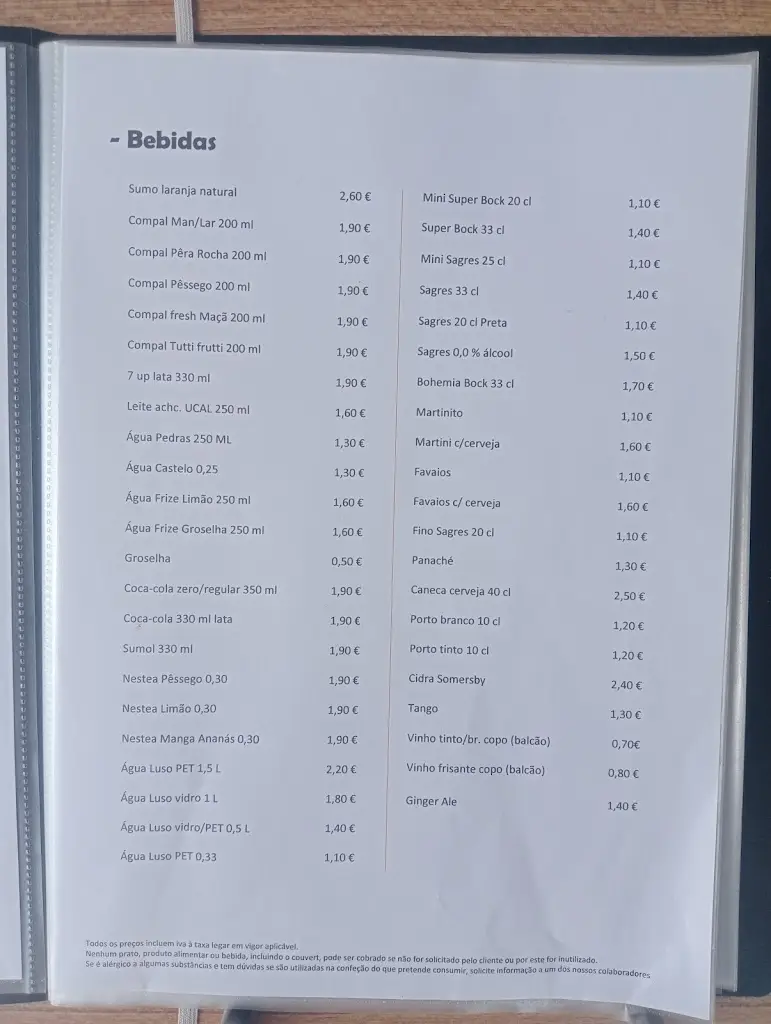 - Bebidas
Sumo laranja natural 2,60 €
Compal Man/Lar 200 ml 1,90 €
Compal Pêra Rocha 200 ml 1,90 €
Compal Pêssego 200 ml 1,90 €
Compal fresh Maçã 200 ml 1,90 €
Compal Tutti frutti 200 ml 1,90 €
7 up lata 330 ml 1,90 €
Leite achc. UCAL 250 ml 1,60 €
Água Pedras 250 ML 1,30 €
Água Castelo 0,25 1,30 €
Água Frize Limão 250 ml 1,60 €
Água Frize Groselha 250 ml 1,60 €
Groselha 0,50 €
Coca-cola zero/regular 350 ml 1,90 €
Coca-cola 330 ml lata 1,90 €
Sumol 330 ml 1,90 €
Nestea Pêssego 0,30 1,90 €
Nestea Limão 0,30 1,90 €
Nestea Manga Ananás 0,30 1,90 €
Água Luso PET 1,5 L 2,20 €
Água Luso vidro 1 L 1,80 €
Água Luso vidro/PET 0,5 L 1,40 €
Água Luso PET 0,33 1,10 €
Mini Super Bock 20 cl 1,10 €
Super Bock 33 cl 1,40 €
Mini Sagres 25 cl 1,10 €
Sagres 33 cl 1,40 €
Sagres 20 cl Preta 1,10 €
Sagres 0,0 % álcool 1,50 €
Bohemia Bock 33 cl 1,70 €
Martinito 1,10 €
Martini c/cerveja 1,60 €
Favaios 1,10 €
Favaios c/ cerveja 1,60 €
Fino Sagres 20 cl 1,10 €
Panaché 1,30 €
Caneca cerveja 40 cl 2,50 €
Porto branco 10 cl 1,20 €
Porto tinto 10 cl 1,20 €
Cidra Somersby 2,40 €
Tango 1,30 €
Vinho tinto/br. copo (balcão) 0,70€
Vinho frisante copo (balcão) 0,80 €
Ginger Ale 1,40 €
Todos os preços incluem iva à taxa legar em vigor aplicável.
Nenhum prato, produto alimentar ou bebida, incluindo o couvert, pode ser cobrado se não for solicitado pelo cliente ou por este for inutilizado.
Se é alérgico a algumas substâncias e tem dúvidas se são utilizadas na confeção do que pretende consumir, solicite informação a um dos nossos colaboradores